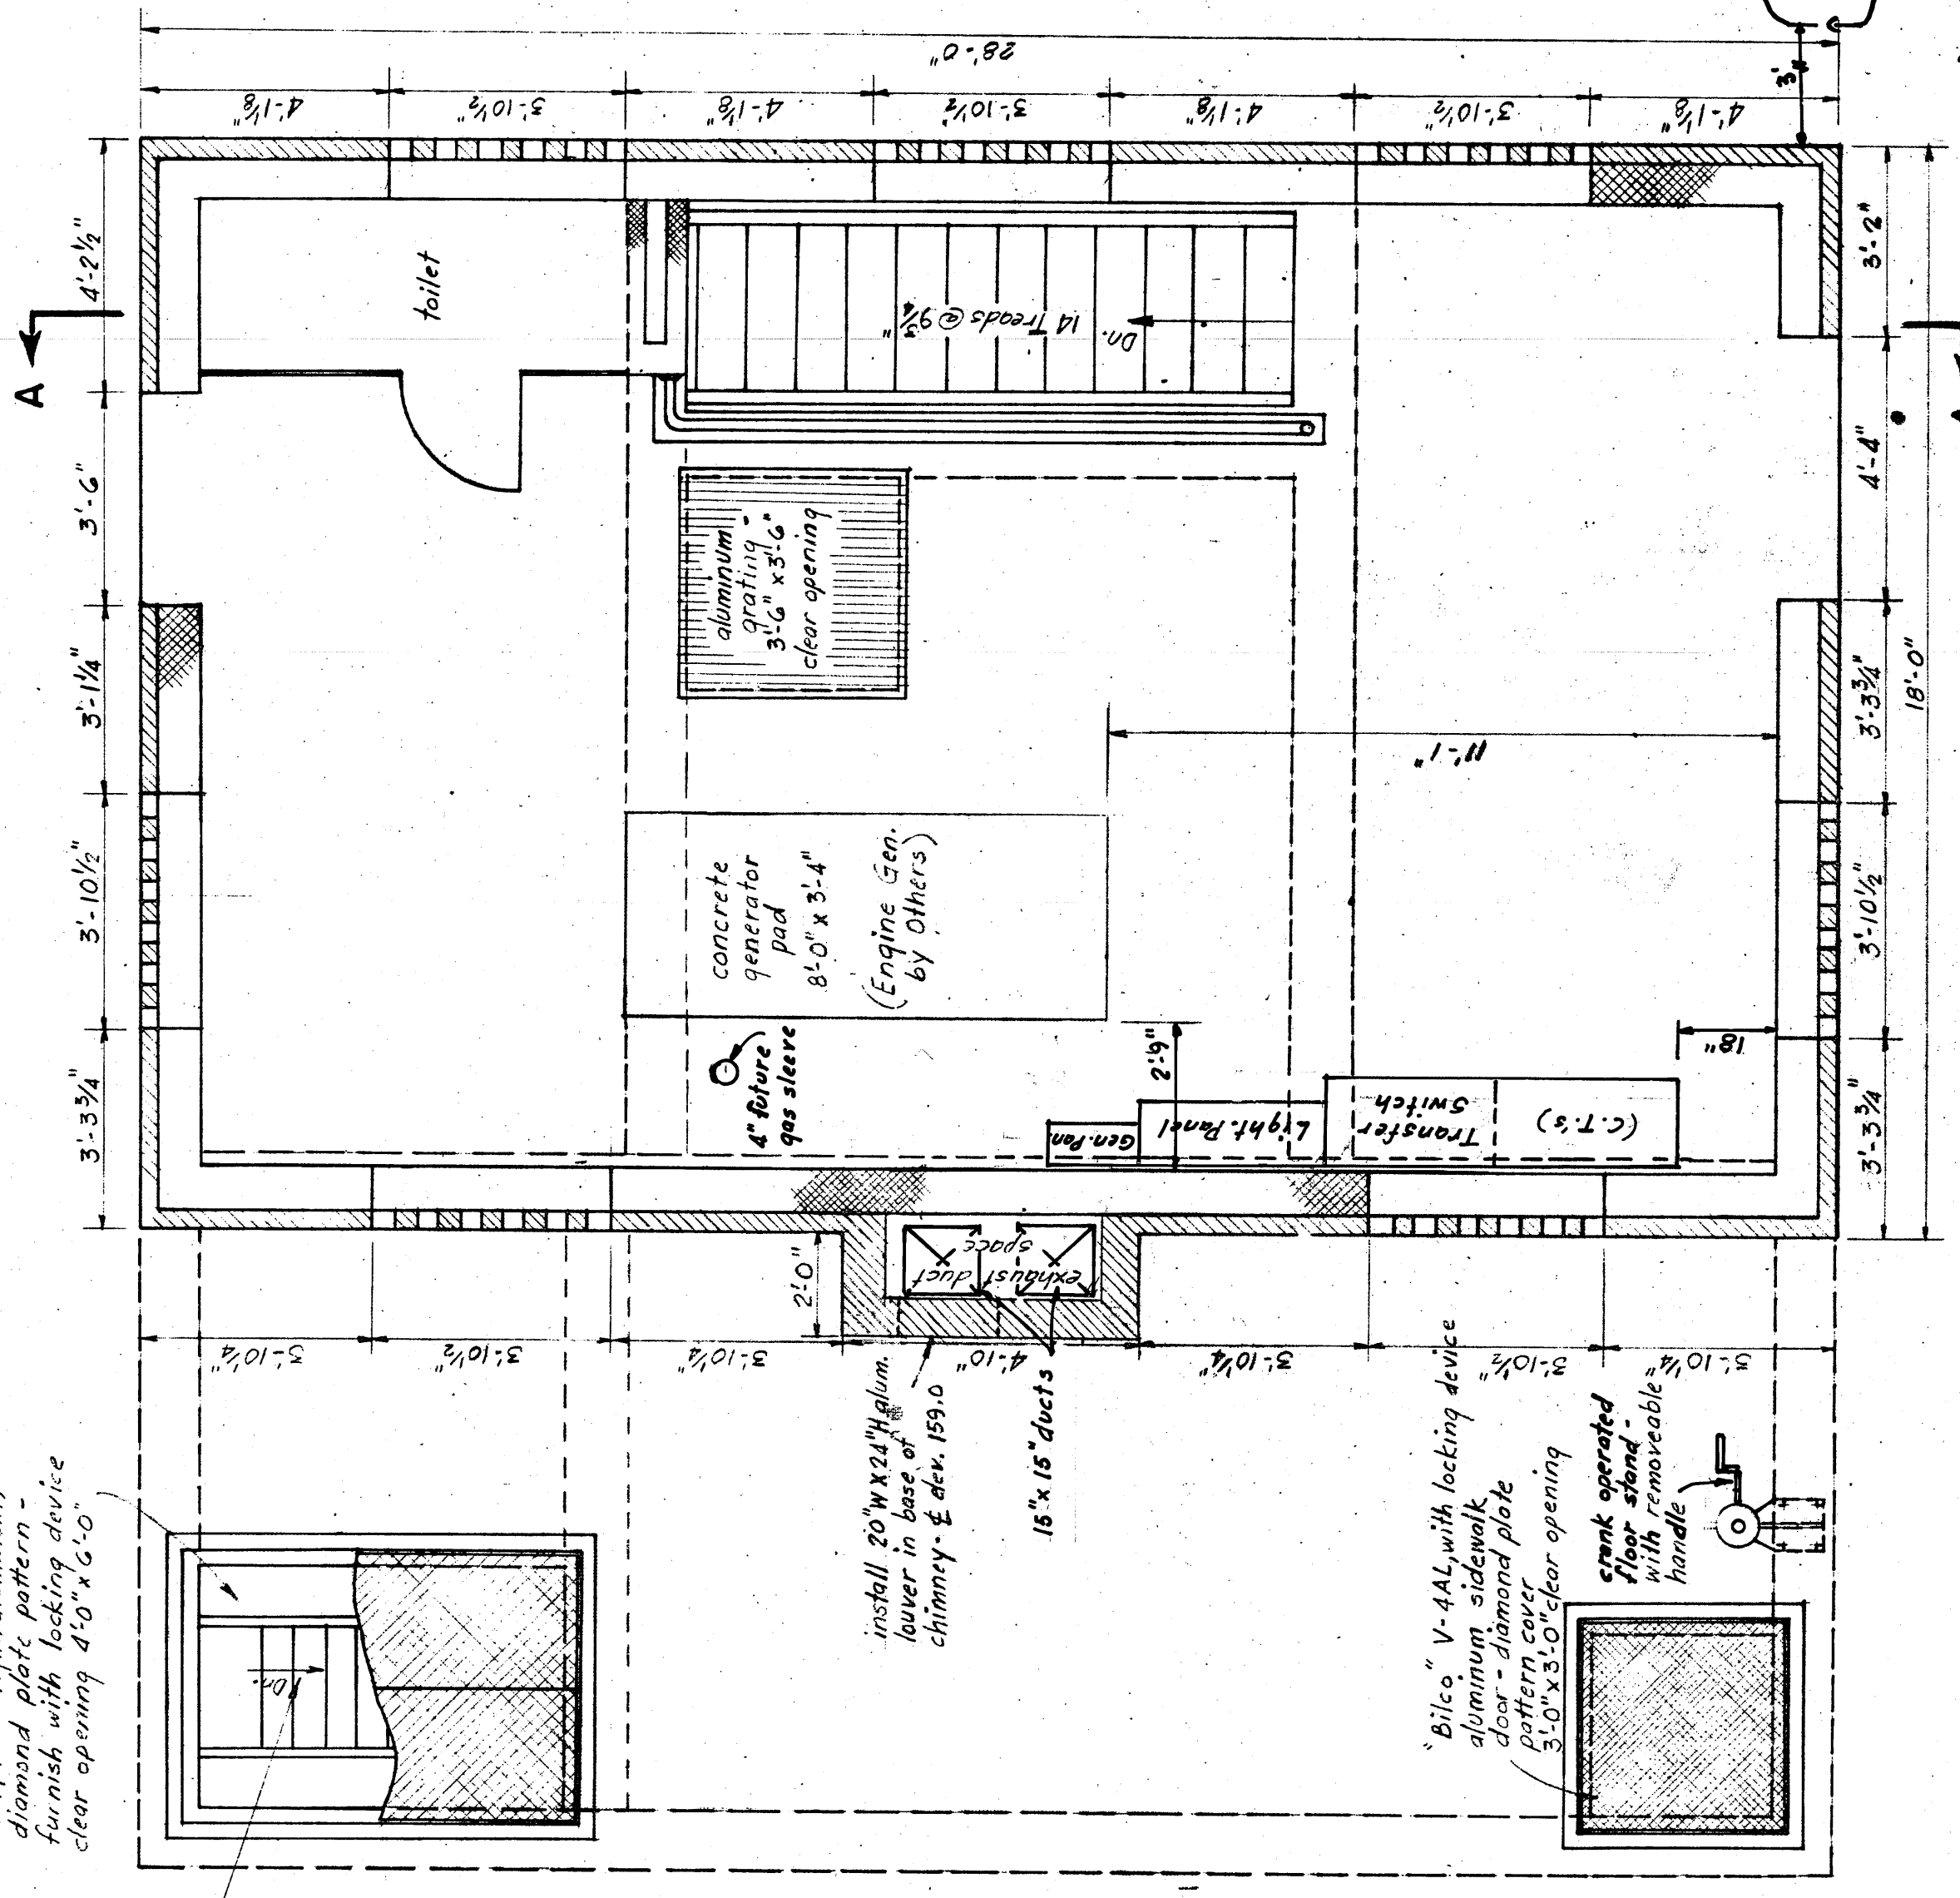 28'-0"
4'-1⅛"
3'-10½"
4'-1⅛"
3'-10½"
4'-1⅛"
3'-10½"
4'-1⅛"
3'
A
4'-2½"
3'-6"
3'-1¼"
3'-10½"
3'-3¾"
toilet
14 Treads @ 9¾"
Dn.
aluminum
grating -
3'-6" x 3'-6"
clear opening
concrete
generator
pad
8'-0" x 3'-4"
(Engine Gen.
by Others)
11'-1"
4" future
gas sleeve
2'-9"
18"
Gen. Pan.
Light. Panel
Transfer
Switch
(C.T.'s)
3'-2"
4'-4"
3'-3¾"
3'-10½"
3'-3¾"
18'-0"
exhaust duct
space
2'-0"
3'-10¼"
3'-10½"
3'-10¼"
4'-10"
3'-10¼"
3'-10½"
3'-10¼"
install 20"W x 24"H alum.
louver in base of
chimney - ℄ elev. 159.0
15" x 15" ducts
diamond plate pattern -
furnish with locking device
clear opening 4'-0" x 6'-0"
Dn.
"Bilco" V-4AL, with locking device
aluminum sidewalk
door - diamond plate
pattern cover
3'-0" x 3'-0" clear opening
crank operated
floor stand -
with removeable
handle